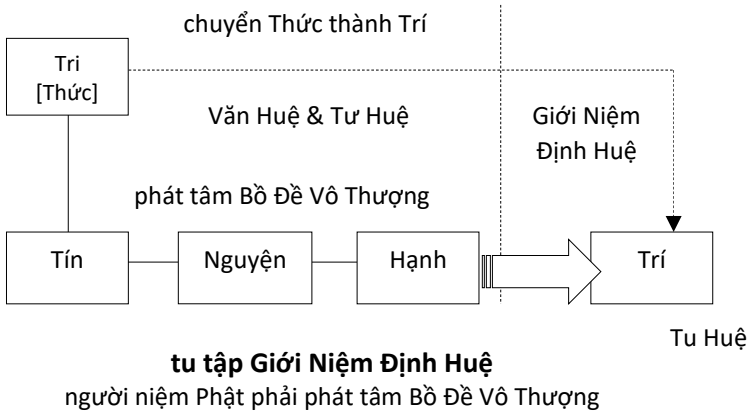 chuyển Thức thành Trí
Tri
[Thức]
Văn Huệ & Tư Huệ
Giới Niệm
Định Huệ
phát tâm Bồ Đề Vô Thượng
Tín
Nguyện
Hạnh
Trí
Tu Huệ
tu tập Giới Niệm Định Huệ
người niệm Phật phải phát tâm Bồ Đề Vô Thượng